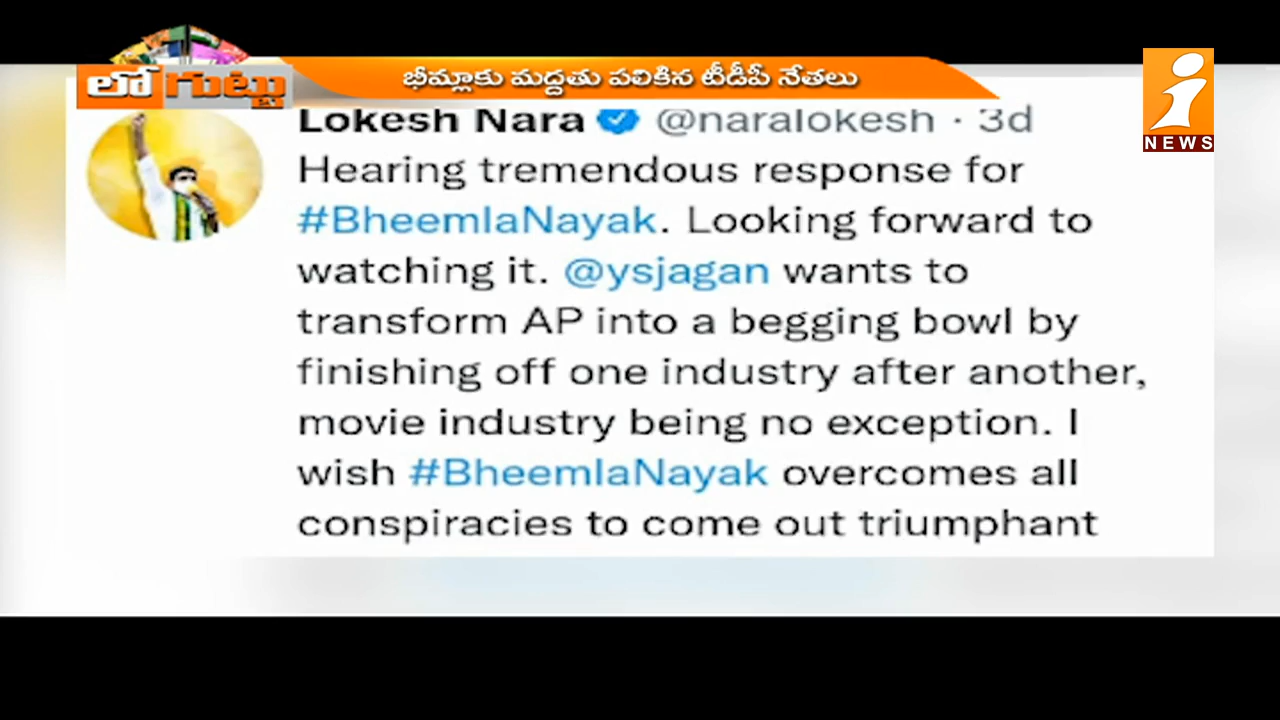 లోగుట్టు
భీమ్లాకు మద్దతు పలికిన టీడీపీ నేతలు
i
NEWS
Lokesh Nara @naralokesh · 3d
Hearing tremendous response for
#BheemlaNayak. Looking forward to
watching it. @ysjagan wants to
transform AP into a begging bowl by
finishing off one industry after another,
movie industry being no exception. I
wish #BheemlaNayak overcomes all
conspiracies to come out triumphant